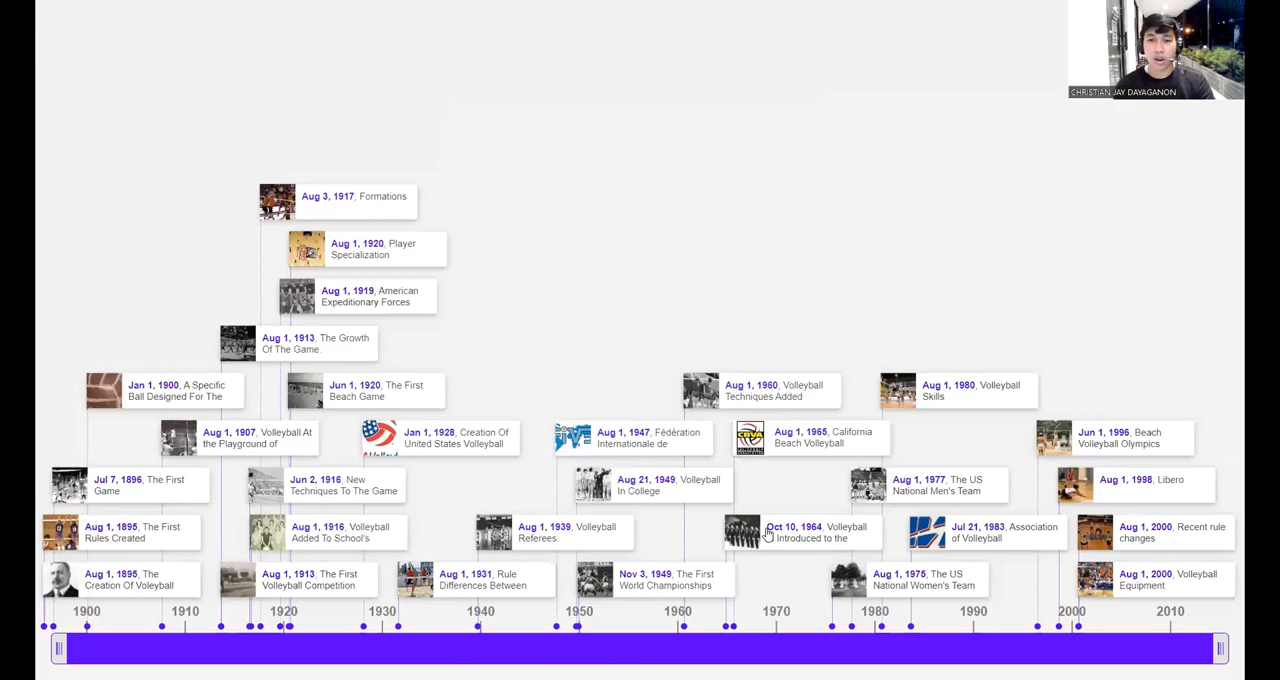 CHRISTIAN JAY DAYAGANON
Aug 3, 1917, Formations
Aug 1, 1920, Player
Specialization
Aug 1, 1919, American
Expeditionary Forces
Aug 1, 1913, The Growth
Of The Game.
Jan 1, 1900, A Specific
Ball Designed For The
Jun 1, 1920, The First
Beach Game
Aug 1, 1960, Volleyball
Techniques Added
Aug 1, 1980, Volleyball
Skills
Aug 1, 1907, Volleyball At
the Playground of
Jan 1, 1928, Creation Of
United States Volleyball
Aug 1, 1947, Fédération
Internationale de
CBVA
Aug 1, 1965, California
Beach Volleyball
Jun 1, 1996, Beach
Volleyball Olympics
Jul 7, 1896, The First
Game
Jun 2, 1916, New
Techniques To The Game
Aug 21, 1949, Volleyball
In College
Aug 1, 1977, The US
National Men's Team
Aug 1, 1998, Libero
Aug 1, 1895, The First
Rules Created
Aug 1, 1916, Volleyball
Added To School's
Aug 1, 1939, Volleyball
Referees.
Oct 10, 1964, Volleyball
Introduced to the
Jul 21, 1983, Association
of Volleyball
Aug 1, 2000, Recent rule
changes
Aug 1, 1895, The
Creation Of Voleyball
Aug 1, 1913, The First
Volleyball Competition
Aug 1, 1931, Rule
Differences Between
Nov 3, 1949, The First
World Championships
Aug 1, 1975, The US
National Women's Team
Aug 1, 2000, Volleyball
Equipment
1900 1910 1920 1930 1940 1950 1960 1970 1980 1990 2000 2010